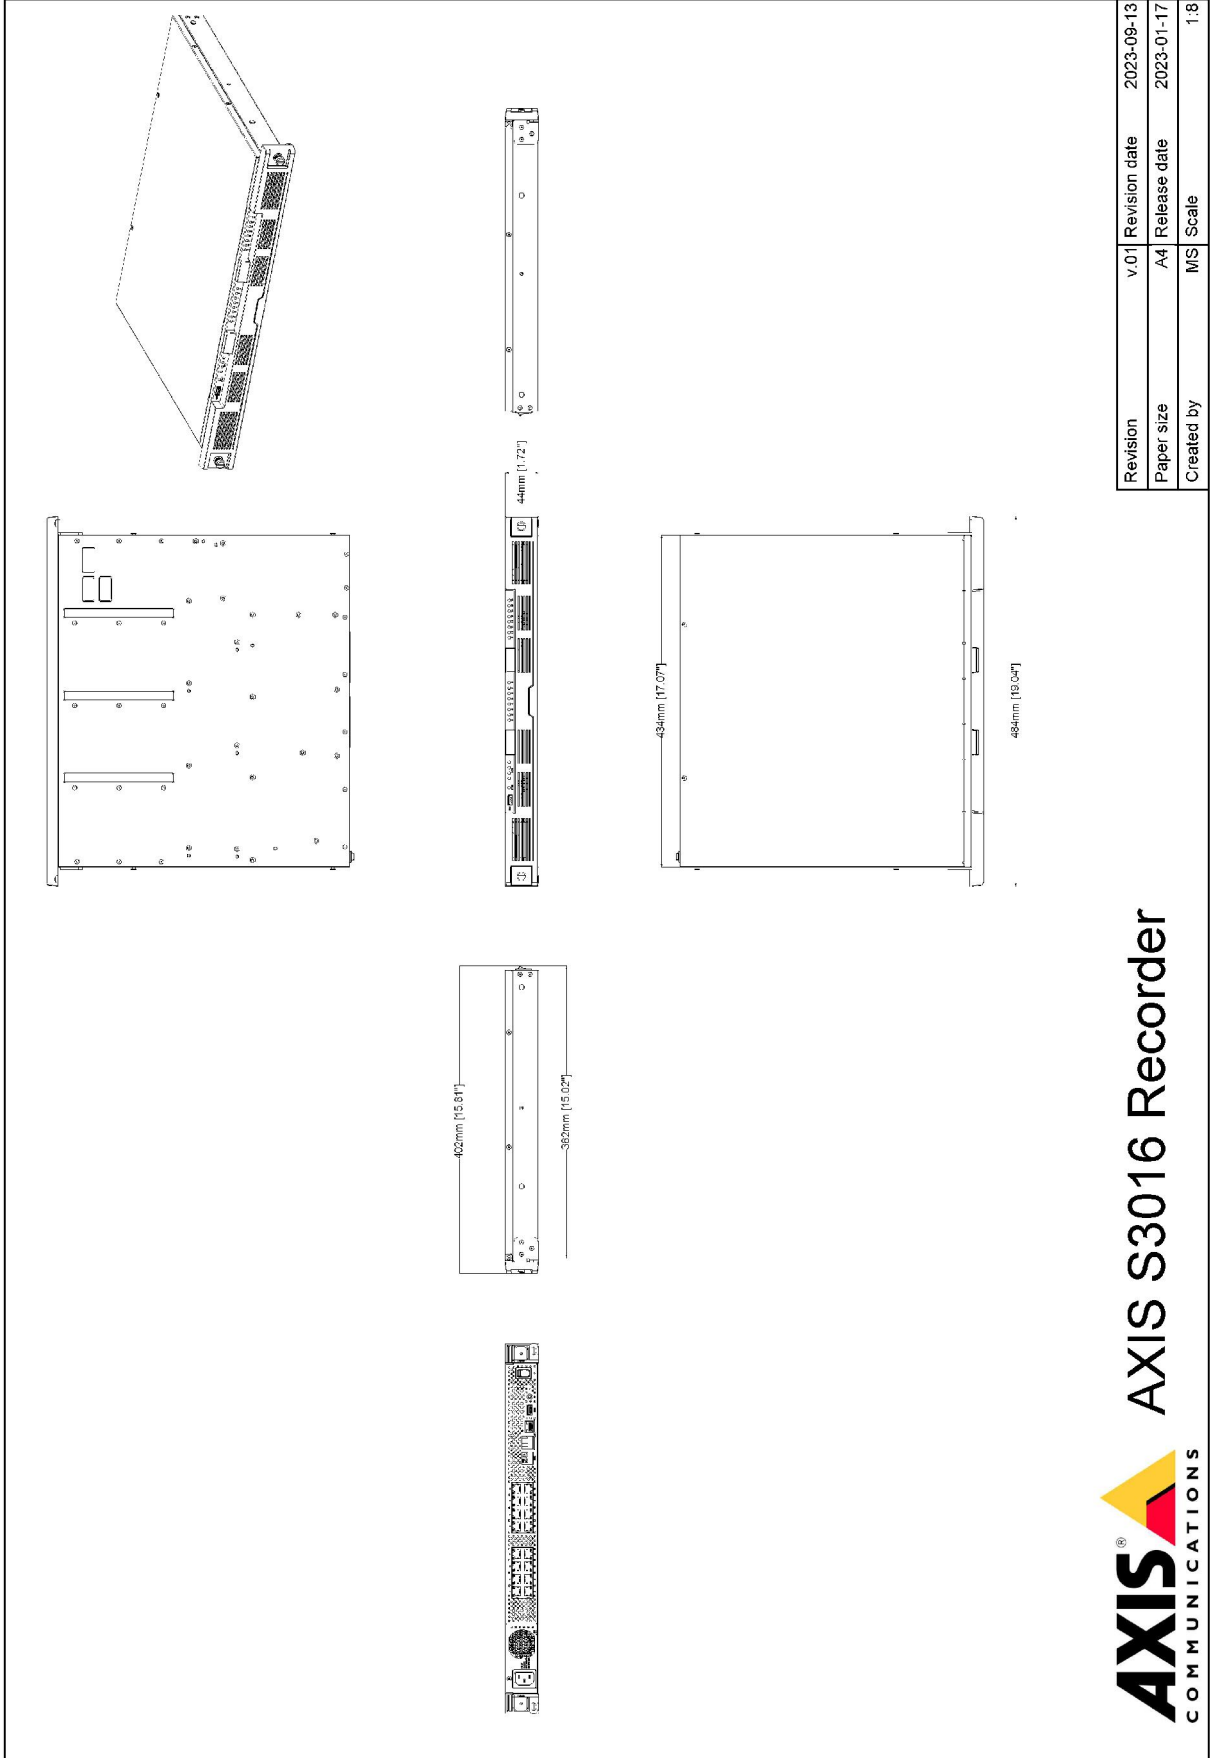 44mm [1.72"]
402mm [15.81"]
382mm [15.02"]
434mm [17.07"]
484mm [19.04"]
AXIS®
COMMUNICATIONS
AXIS S3016 Recorder
Revision v.01 Revision date 2023-09-13
Paper size A4 Release date 2023-01-17
Created by MS Scale 1:8